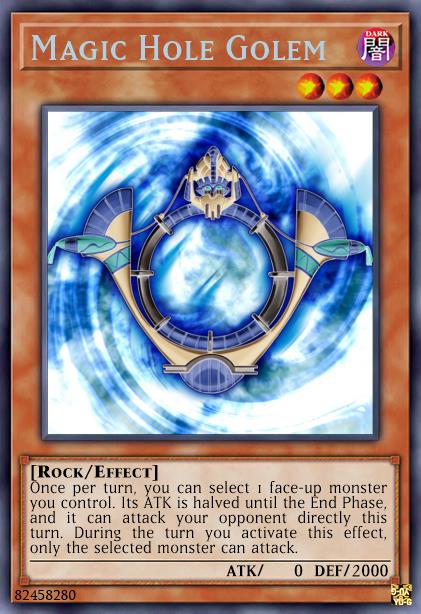 Magic Hole Golem
DARK
闇
[Rock/Effect]
Once per turn, you can select 1 face-up monster
you control. Its ATK is halved until the End Phase,
and it can attack your opponent directly this
turn. During the turn you activate this effect,
only the selected monster can attack.
ATK/ 0 DEF/2000
82458280